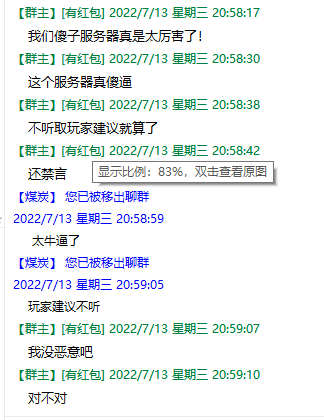 【群主】[有红包] 2022/7/13 星期三 20:58:17
我们傻子服务器真是太厉害了!
【群主】[有红包] 2022/7/13 星期三 20:58:30
这个服务器真傻逼
【群主】[有红包] 2022/7/13 星期三 20:58:38
不听取玩家建议就算了
【群主】[有红包] 2022/7/13 星期三 20:58:42
还禁言
显示比例：83%，双击查看原图
【煤炭】 您已被移出聊群
2022/7/13 星期三 20:58:59
太牛逼了
【煤炭】 您已被移出聊群
2022/7/13 星期三 20:59:05
玩家建议不听
【群主】[有红包] 2022/7/13 星期三 20:59:07
我没恶意吧
【群主】[有红包] 2022/7/13 星期三 20:59:10
对不对